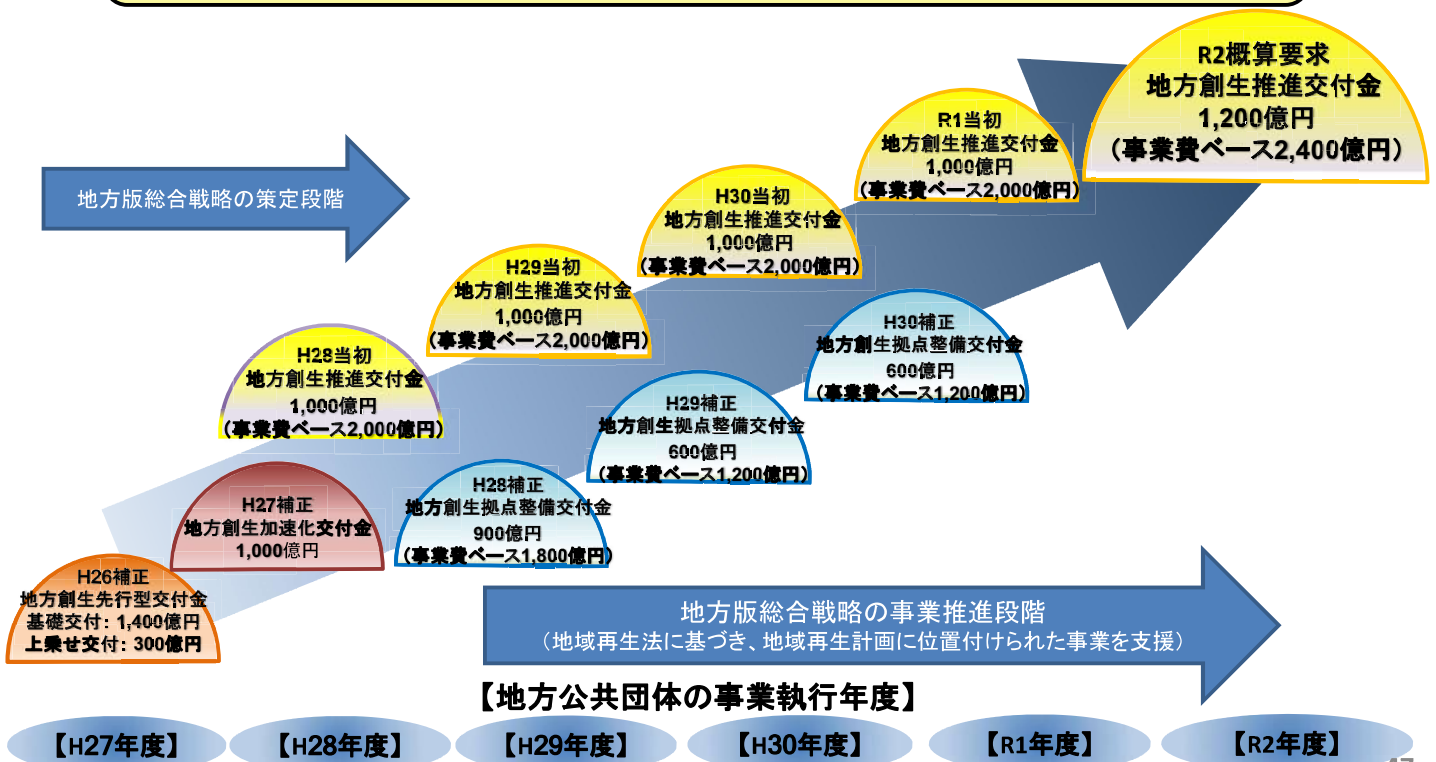 R2概算要求
地方創生推進交付金
1,200億円
(事業費ベース2,400億円)
R1当初
地方創生推進交付金
1,000億円
(事業費ベース2,000億円)
地方版総合戦略の策定段階
H30当初
地方創生推進交付金
1,000億円
(事業費ベース2,000億円)
H29当初
地方創生推進交付金
1,000億円
(事業費ベース2,000億円)
H30補正
地方創生拠点整備交付金
600億円
(事業費ベース1,200億円)
H28当初
地方創生推進交付金
1,000億円
(事業費ベース2,000億円)
H29補正
地方創生拠点整備交付金
600億円
(事業費ベース1,200億円)
H27補正
地方創生加速化交付金
1,000億円
H28補正
地方創生拠点整備交付金
900億円
(事業費ベース1,800億円)
H26補正
地方創生先行型交付金
基礎交付: 1,400億円
上乗せ交付: 300億円
地方版総合戦略の事業推進段階
(地域再生法に基づき、地域再生計画に位置付けられた事業を支援)
【地方公共団体の事業執行年度】
【H27年度】 【H28年度】 【H29年度】 【H30年度】 【R1年度】 【R2年度】